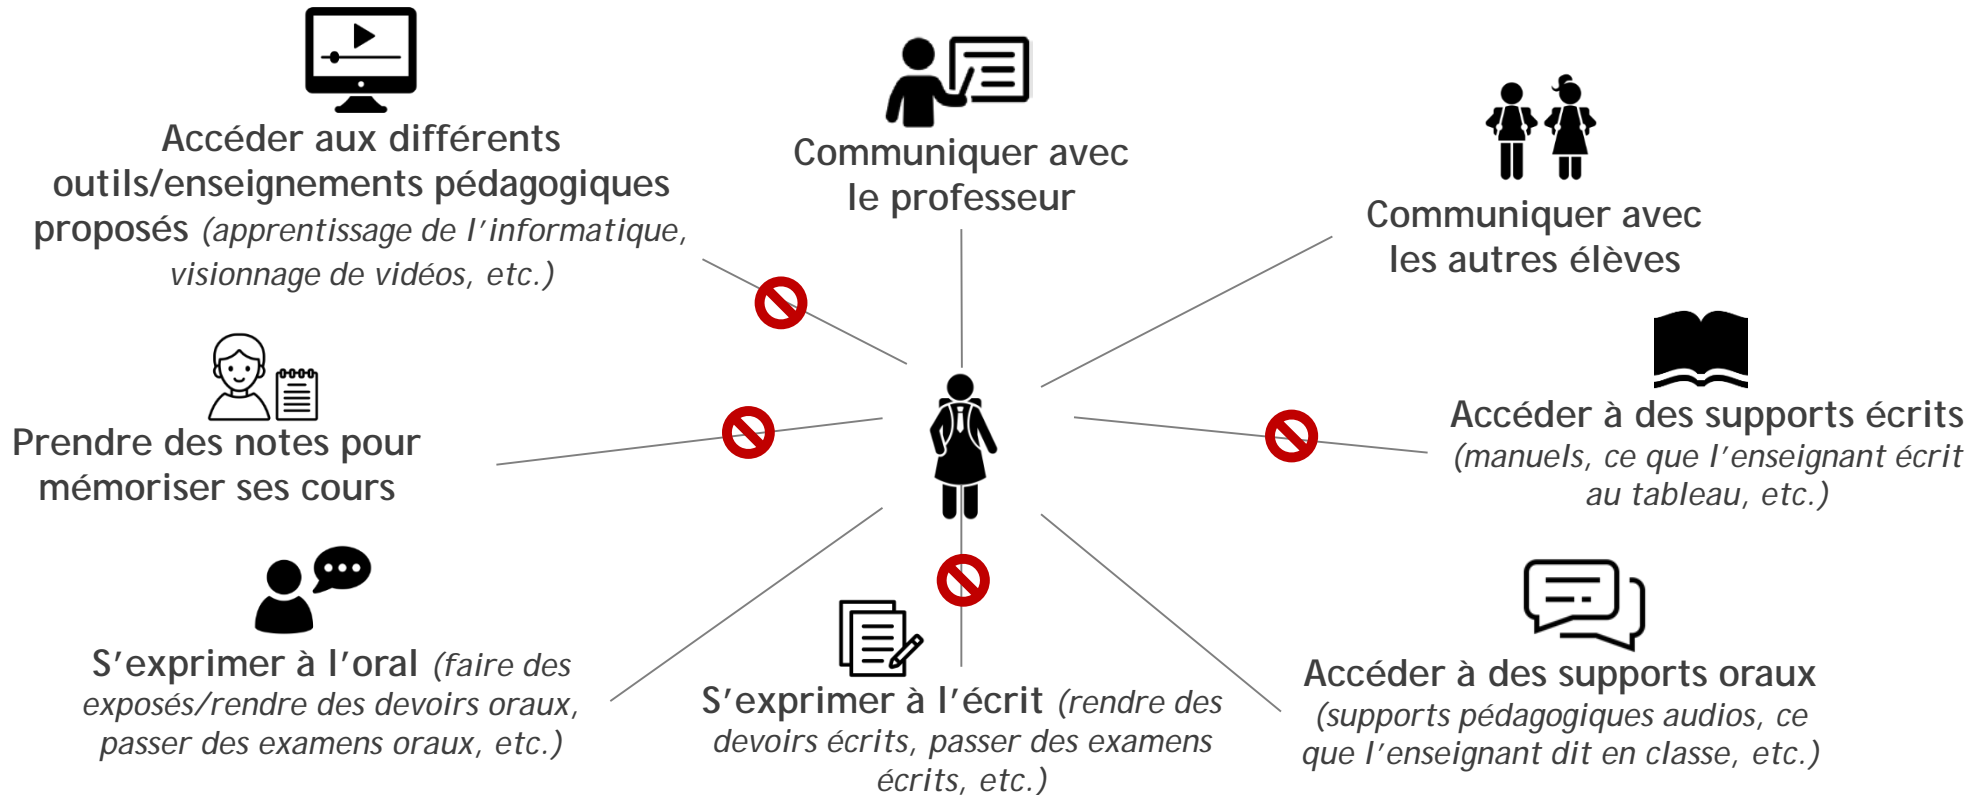 Accéder aux différents
outils/enseignements pédagogiques
proposés (apprentissage de l'informatique,
visionnage de vidéos, etc.)
Communiquer avec
le professeur
Communiquer avec
les autres élèves
Prendre des notes pour
mémoriser ses cours
Accéder à des supports écrits
(manuels, ce que l'enseignant écrit
au tableau, etc.)
S'exprimer à l'oral (faire des
exposés/rendre des devoirs oraux,
passer des examens oraux, etc.)
S'exprimer à l'écrit (rendre des
devoirs écrits, passer des examens
écrits, etc.)
Accéder à des supports oraux
(supports pédagogiques audios, ce
que l'enseignant dit en classe, etc.)